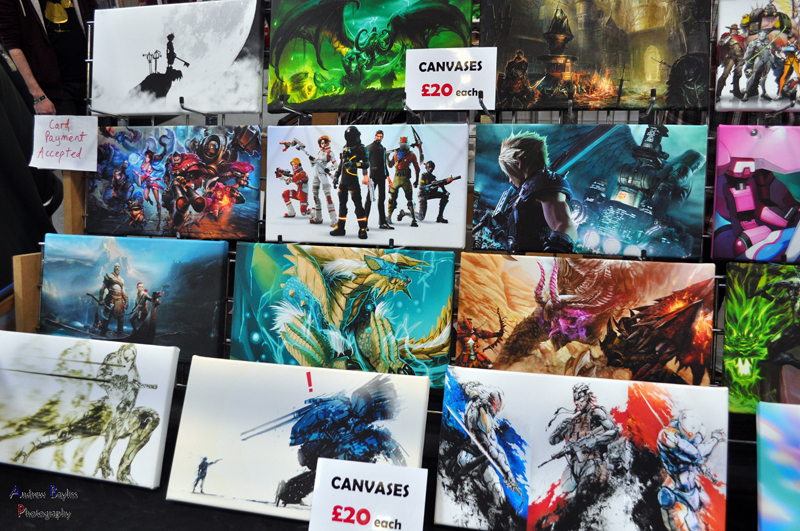 CANVASES
£20 each
Card
Payment
Accepted
!
CANVASES
£20 each
Andrew Bayliss
Photography